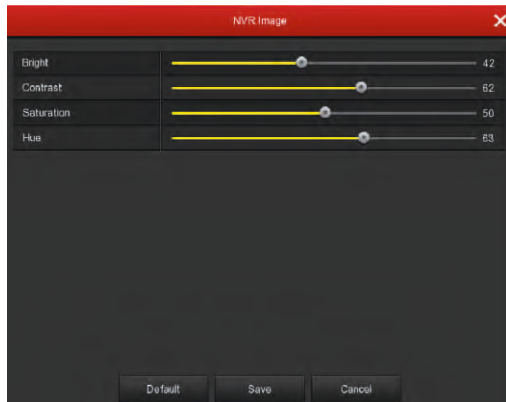 NVR Image
Bright 42
Contrast 62
Saturation 50
Hue 63
Default Save Cancel